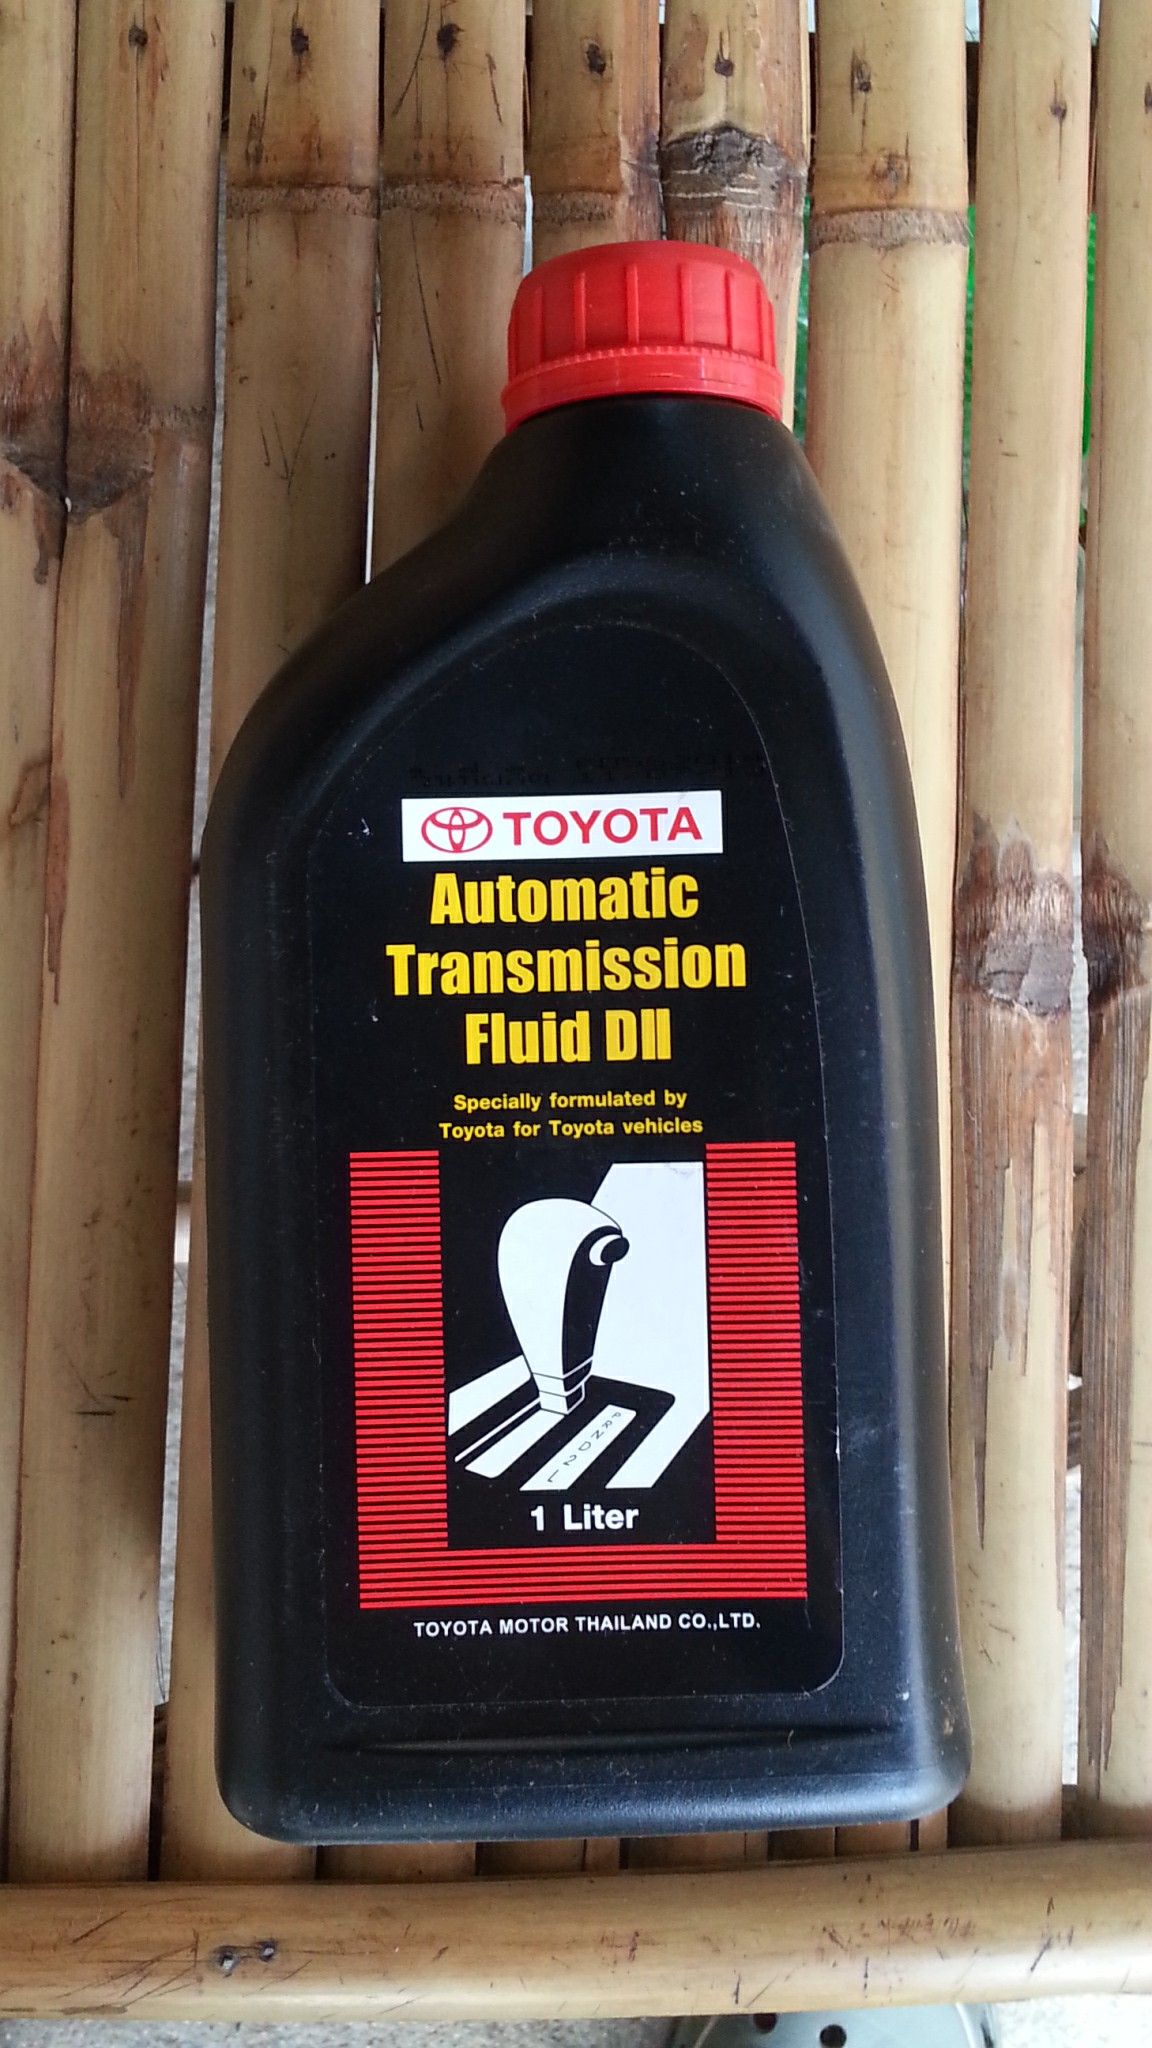 TOYOTA
Automatic
Transmission
Fluid DII
Specially formulated by
Toyota for Toyota vehicles
P R N D 2 L
1 Liter
TOYOTA MOTOR THAILAND CO.,LTD.